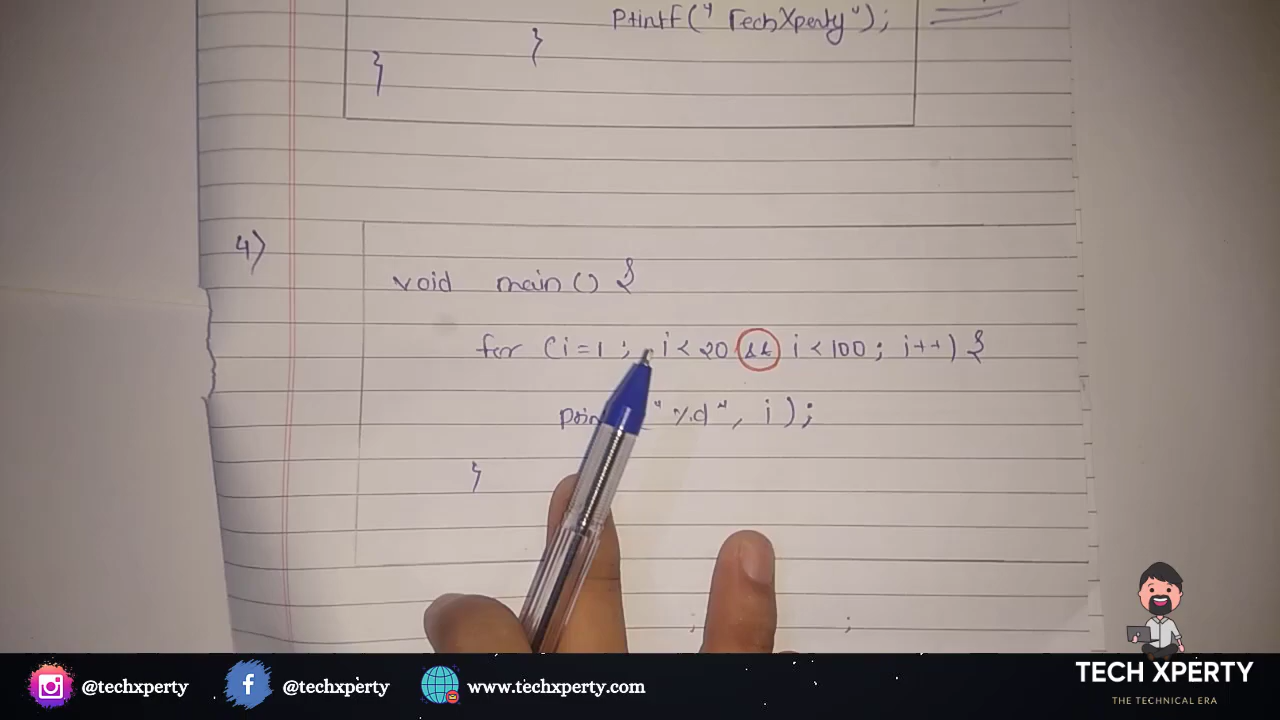 printf("TechXperty");
}
}
4)
void main() {
for (i=1; i<20 && i<100; i++) {
"%d", i);
}
@techxperty @techxperty www.techxperty.com
TECH XPERTY
THE TECHNICAL ERA